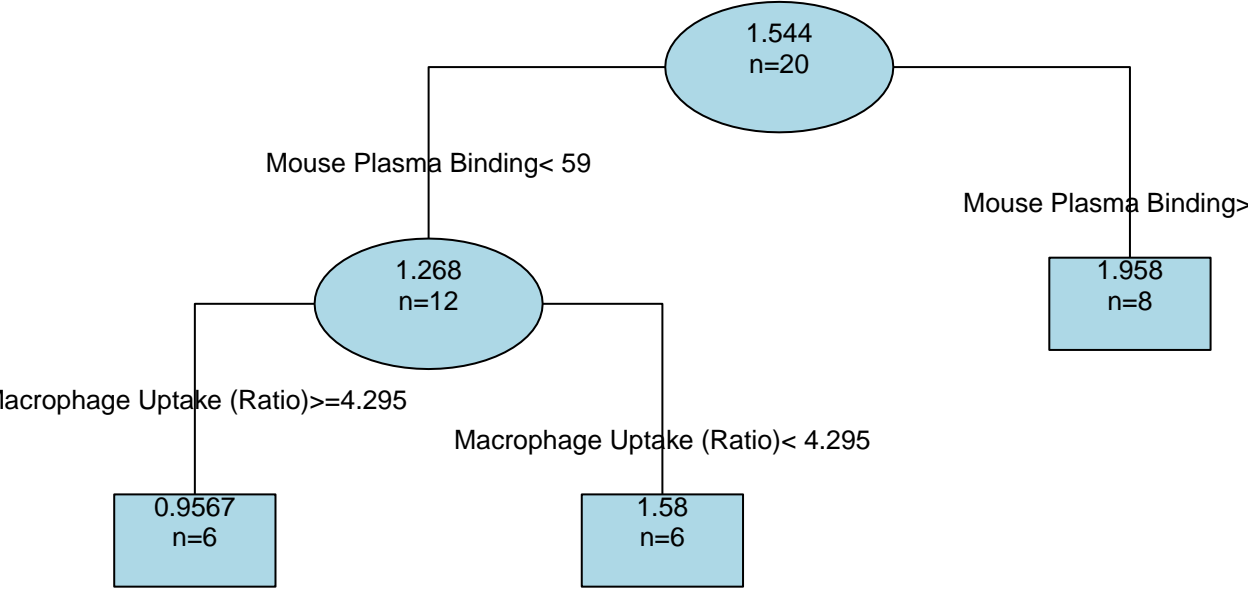 1.544
n=20
Mouse Plasma Binding< 59
Mouse Plasma Binding>
1.268
n=12
1.958
n=8
acrophage Uptake (Ratio)>=4.295
Macrophage Uptake (Ratio)< 4.295
0.9567
n=6
1.58
n=6